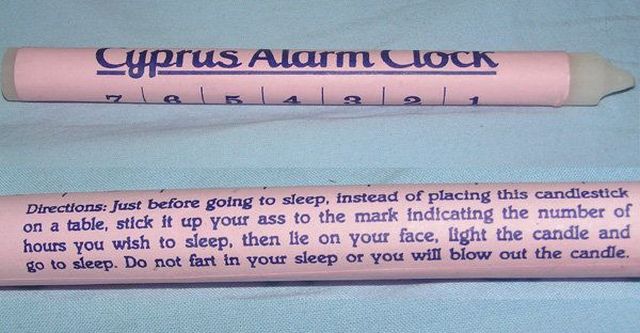 Cyprus Alarm Clock
7 6 5 4 3 2 1
Directions: Just before going to sleep, instead of placing this candlestick
on a table, stick it up your ass to the mark indicating the number of
hours you wish to sleep, then lie on your face, light the candle and
go to sleep. Do not fart in your sleep or you will blow out the candle.